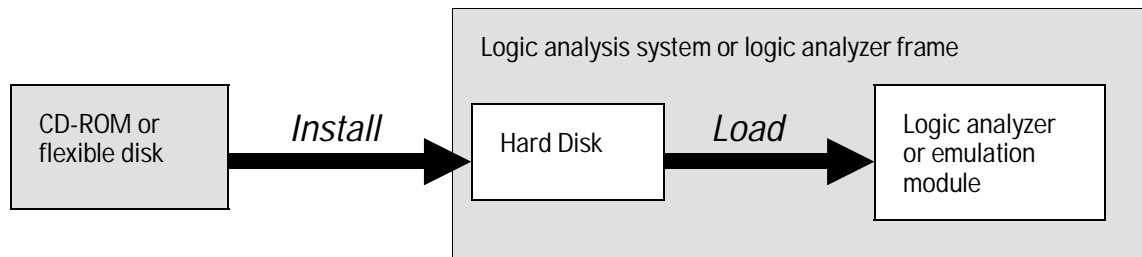 Logic analysis system or logic analyzer frame
CD-ROM or
flexible disk
Install
Hard Disk
Load
Logic analyzer
or emulation
module